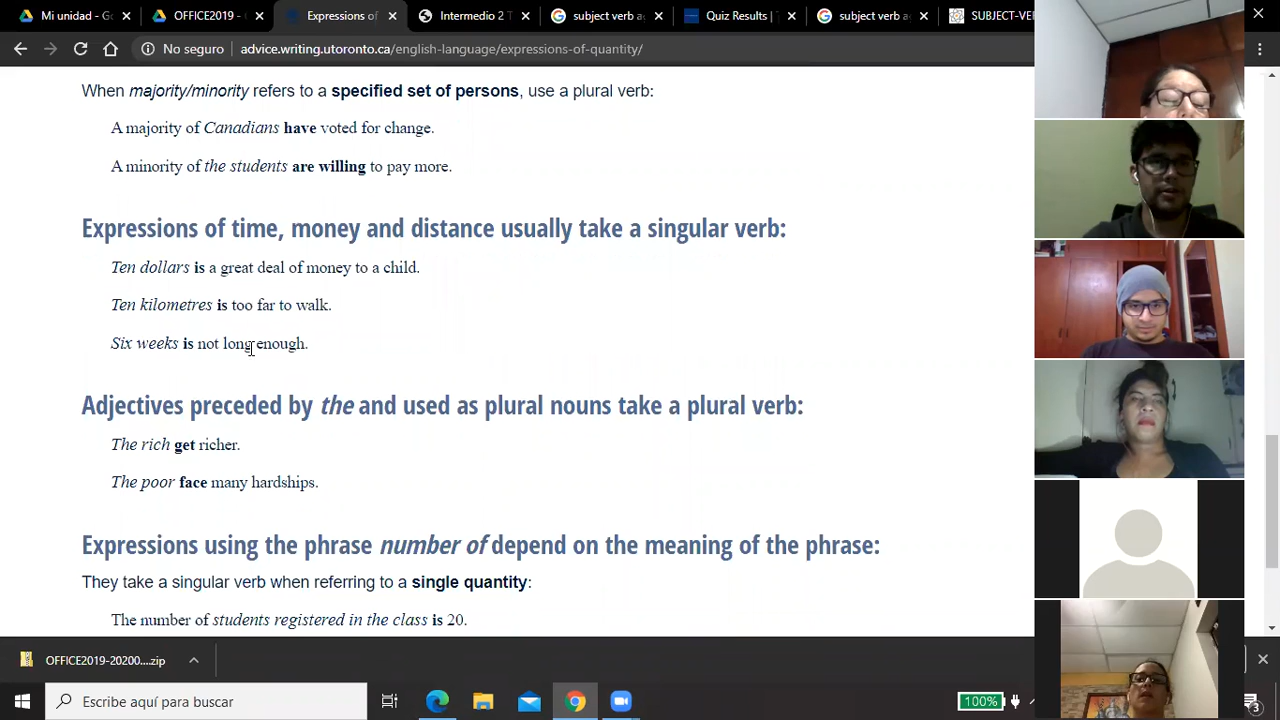 Mi unidad - Go
OFFICE2019 - G
Expressions of
Intermedio 2 T
subject verb a
Quiz Results | "
subject verb a
SUBJECT-VER
No seguro | advice.writing.utoronto.ca/english-language/expressions-of-quantity/
When majority/minority refers to a specified set of persons, use a plural verb:
A majority of Canadians have voted for change.
A minority of the students are willing to pay more.
Expressions of time, money and distance usually take a singular verb:
Ten dollars is a great deal of money to a child.
Ten kilometres is too far to walk.
Six weeks is not long enough.
Adjectives preceded by the and used as plural nouns take a plural verb:
The rich get richer.
The poor face many hardships.
Expressions using the phrase number of depend on the meaning of the phrase:
They take a singular verb when referring to a single quantity:
The number of students registered in the class is 20.
OFFICE2019-20200....zip
Escribe aquí para buscar
100%
3